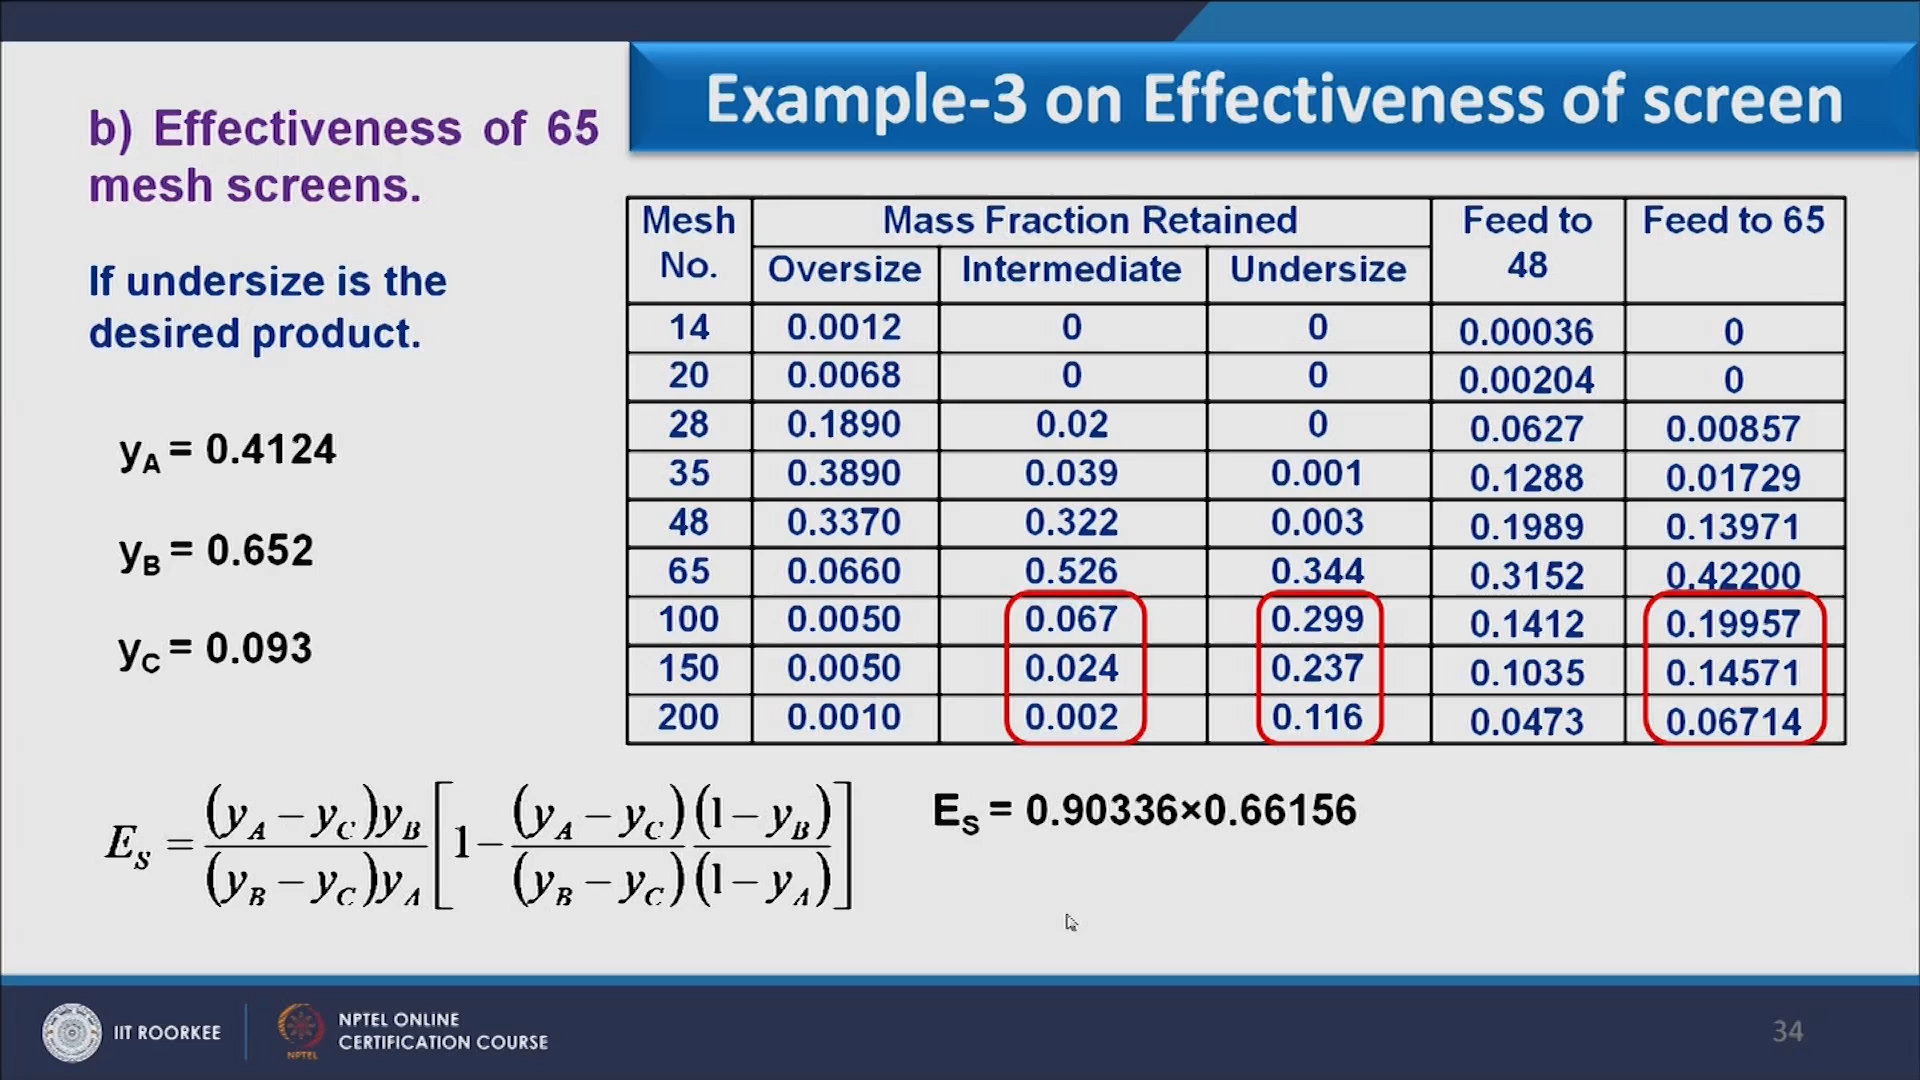 Example-3 on Effectiveness of screen
b) Effectiveness of 65
mesh screens.
If undersize is the
desired product.
yA = 0.4124
yB = 0.652
yC = 0.093
Mesh No. Mass Fraction Retained Feed to 48 Feed to 65
Oversize Intermediate Undersize
14 0.0012 0 0 0.00036 0
20 0.0068 0 0 0.00204 0
28 0.1890 0.02 0 0.0627 0.00857
35 0.3890 0.039 0.001 0.1288 0.01729
48 0.3370 0.322 0.003 0.1989 0.13971
65 0.0660 0.526 0.344 0.3152 0.42200
100 0.0050 0.067 0.299 0.1412 0.19957
150 0.0050 0.024 0.237 0.1035 0.14571
200 0.0010 0.002 0.116 0.0473 0.06714
E_S = (y_A − y_C)y_B / (y_B − y_C)y_A [1 − (y_A − y_C)(1 − y_B) / (y_B − y_C)(1 − y_A)]
ES = 0.90336×0.66156
IIT ROORKEE
NPTEL
NPTEL ONLINE
CERTIFICATION COURSE
34